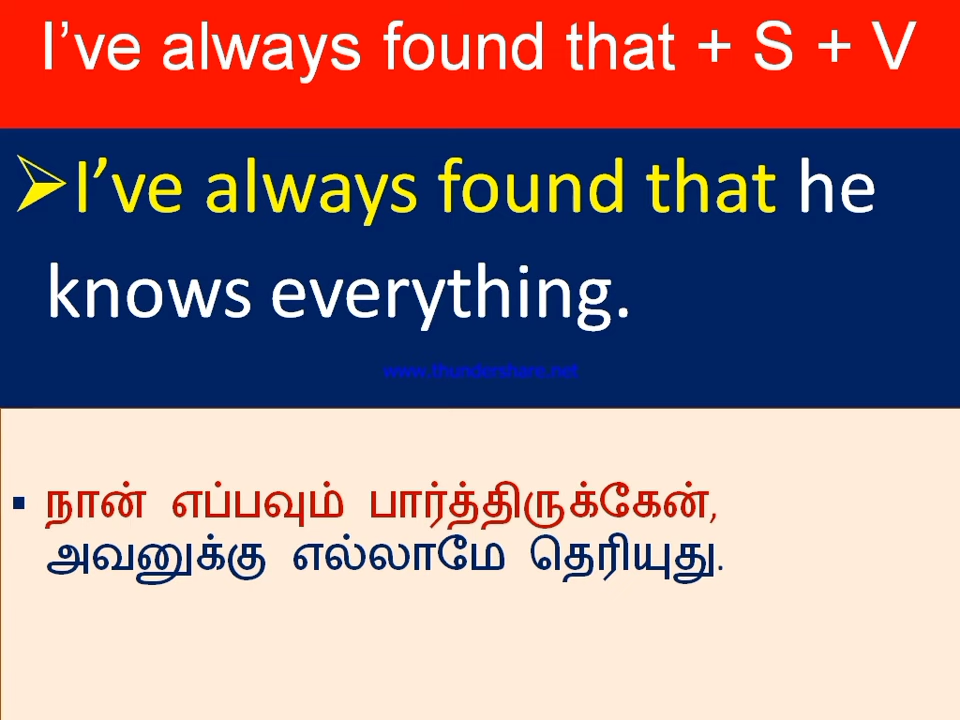 I’ve always found that + S + V
➢I’ve always found that he
knows everything.
www.thundershare.net
▪ நான் எப்பவும் பார்த்திருக்கேன்,
அவனுக்கு எல்லாமே தெரியுது.